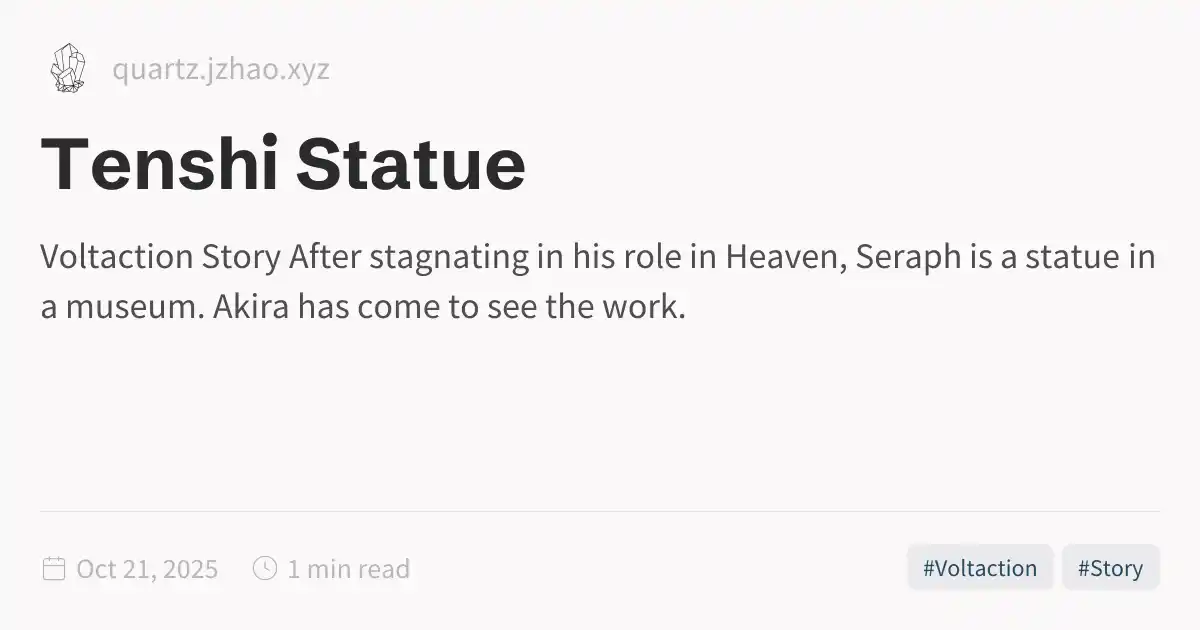 quartz.jzhao.xyz
Tenshi Statue
Voltaction Story After stagnating in his role in Heaven, Seraph is a statue in
a museum. Akira has come to see the work.
Oct 21, 2025 1 min read #Voltaction #Story